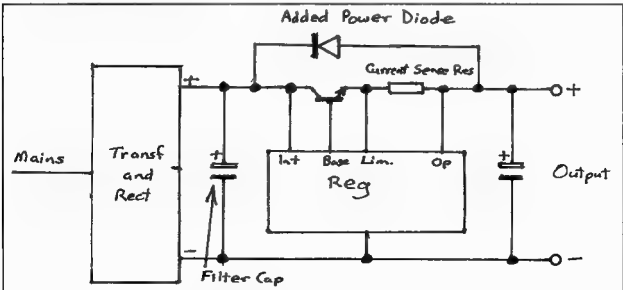 Added Power Diode
Current Sense Res
+
+
Mains
Transf
and
Rect
+
Int Base Lim. Op
Reg
+
Output
-
-
Filter Cap